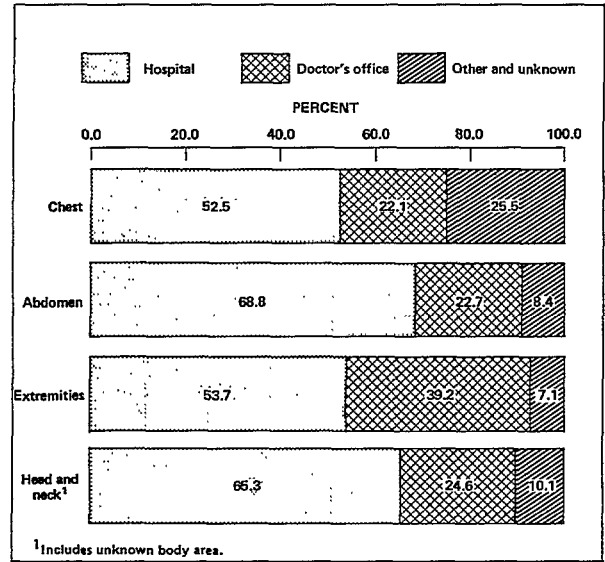 Hospital Doctor's office Other and unknown
PERCENT
0.0 20.0 40.0 60.0 80.0 100.0
Chest 52.5 22.1 25.5
Abdomen 68.8 22.7 8.4
Extremities 53.7 39.2 7.1
Head and
neck¹ 65.3 24.6 10.1
¹Includes unknown body area.